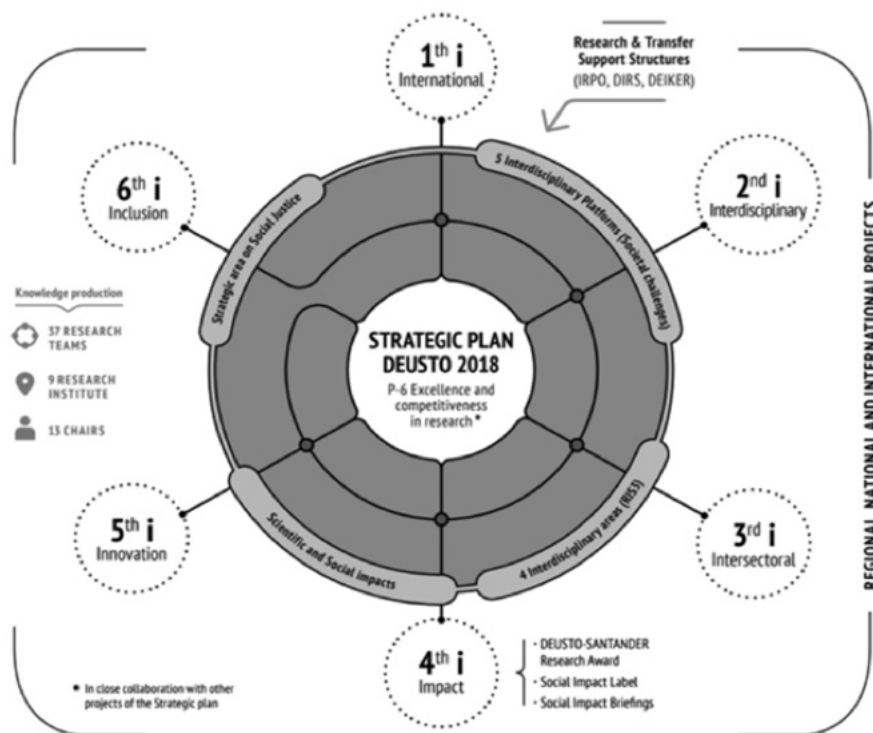 1th i
International
Research & Transfer
Support Structures
(IRPO, DIRS, DEIKER)
6th i
Inclusion
2nd i
Interdisciplinary
5 Interdisciplinary Platforms (Societal challenges)
Strategic area on Social Justice
REGIONAL NATIONAL AND INTERNATIONAL PROJECTS
Knowledge production
37 RESEARCH
TEAMS
9 RESEARCH
INSTITUTE
13 CHAIRS
STRATEGIC PLAN
DEUSTO 2018
P-6 Excellence and
competitiveness
in research *
5th i
Innovation
Scientific and Social impacts
4 Interdisciplinary areas (RIS3)
3rd i
Intersectoral
4th i
Impact
· DEUSTO-SANTANDER
Research Award
· Social Impact Label
· Social Impact Briefings
* In close collaboration with other
projects of the Strategic plan